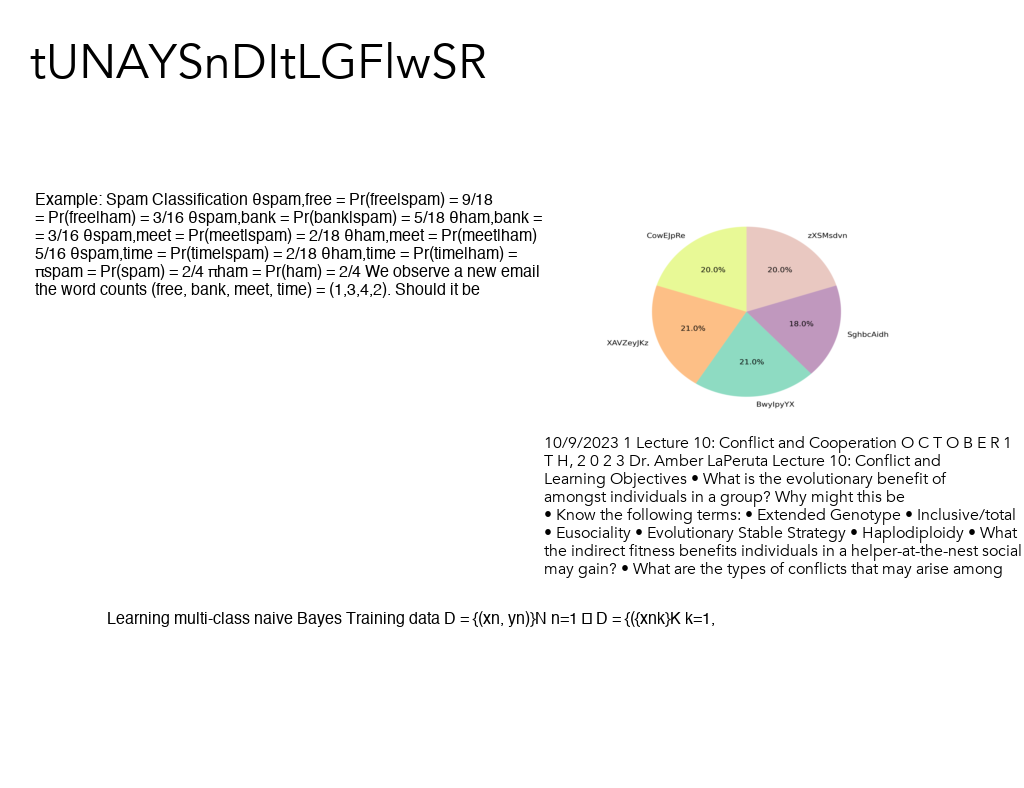 tUNAYSnDItLGFlwSR
Example: Spam Classification θspam,free = Pr(free|spam) = 9/18
= Pr(free|ham) = 3/16 θspam,bank = Pr(bank|spam) = 5/18 θham,bank =
= 3/16 θspam,meet = Pr(meet|spam) = 2/18 θham,meet = Pr(meet|ham)
5/16 θspam,time = Pr(time|spam) = 2/18 θham,time = Pr(time|ham) =
πspam = Pr(spam) = 2/4 πham = Pr(ham) = 2/4 We observe a new email
the word counts (free, bank, meet, time) = (1,3,4,2). Should it be
CowEJpRe
zXSMsdvn
20.0%
20.0%
21.0%
18.0%
XAVZeyJKz
SghbcAidh
21.0%
BwylpyYX
10/9/2023 1 Lecture 10: Conflict and Cooperation O C T O B E R 1
T H, 2 0 2 3 Dr. Amber LaPeruta Lecture 10: Conflict and
Learning Objectives • What is the evolutionary benefit of
amongst individuals in a group? Why might this be
• Know the following terms: • Extended Genotype • Inclusive/total
• Eusociality • Evolutionary Stable Strategy • Haplodiploidy • What
the indirect fitness benefits individuals in a helper-at-the-nest social
may gain? • What are the types of conflicts that may arise among
Learning multi-class naive Bayes Training data D = {(xn, yn)}N n=1 □ D = {({xnk}K k=1,